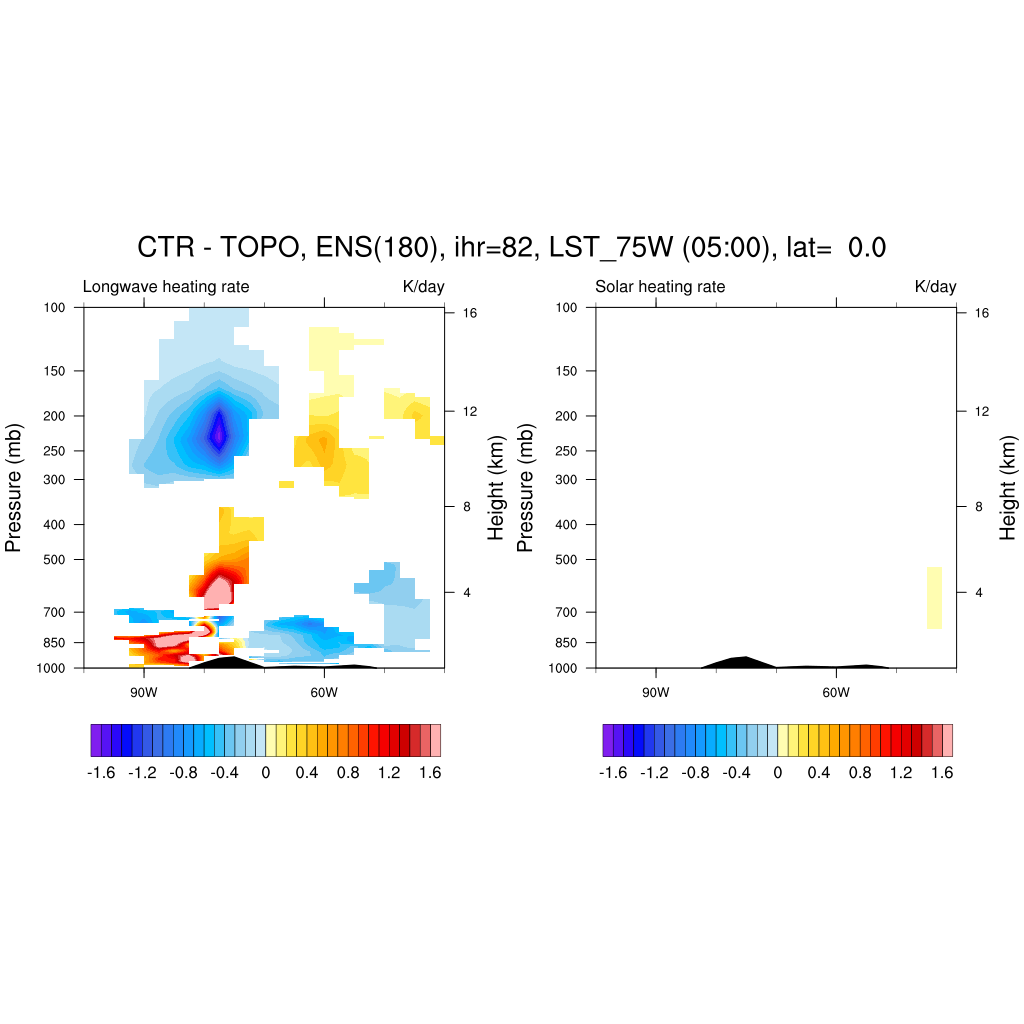 CTR - TOPO, ENS(180), ihr=82, LST_75W (05:00), lat=  0.0
Longwave heating rate K/day
100
150
200
250
300
400
500
700
850
1000
Pressure (mb)
16
12
8
4
Height (km)
90W 60W
-1.6 -1.2 -0.8 -0.4 0 0.4 0.8 1.2 1.6
Solar heating rate K/day
100
150
200
250
300
400
500
700
850
1000
Pressure (mb)
16
12
8
4
Height (km)
90W 60W
-1.6 -1.2 -0.8 -0.4 0 0.4 0.8 1.2 1.6